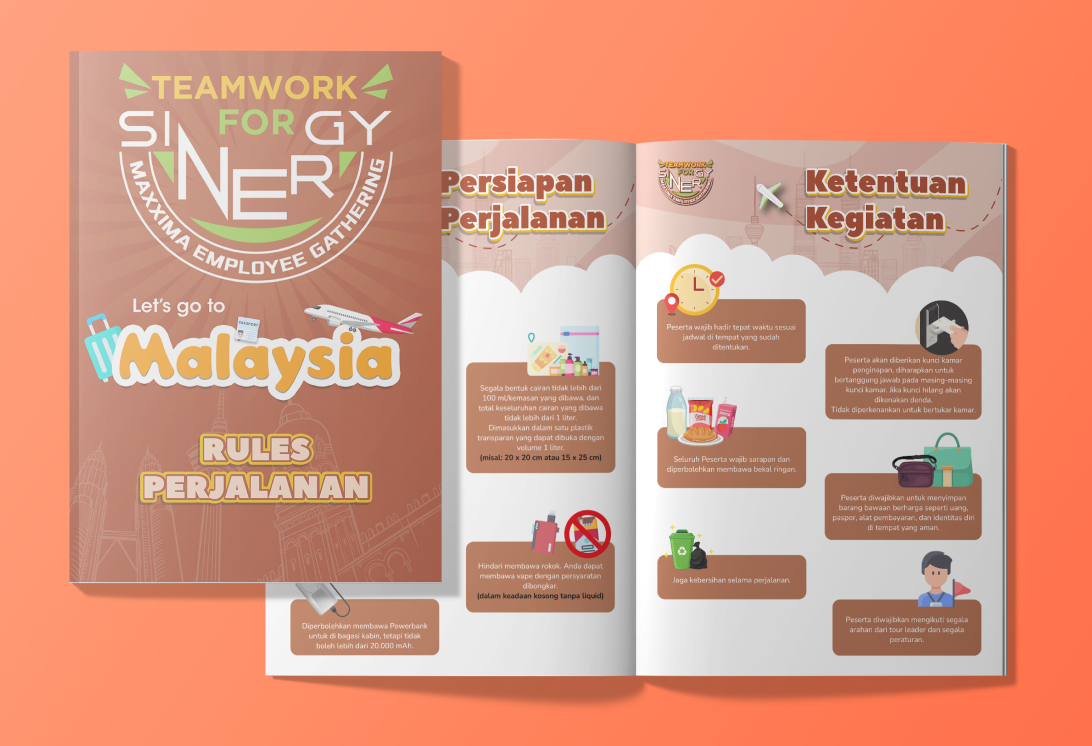 TEAMWORK
FOR
SINERGY
MAXXIMA EMPLOYEE GATHERING
Let's go to
PASSPORT
Malaysia
RULES
PERJALANAN
Persiapan
Perjalanan
Segala bentuk cairan tidak lebih dari
100 ml/kemasan yang dibawa, dan
total keseluruhan cairan yang dibawa
tidak lebih dari 1 liter.
Dimasukkan dalam satu plastik
transparan yang dapat dibuka dengan
volume 1 liter.
(misal: 20 x 20 cm atau 15 x 25 cm)
Hindari membawa rokok. Anda dapat
membawa vape dengan persyaratan
dibongkar.
(dalam keadaan kosong tanpa liquid)
Diperbolehkan membawa Powerbank
untuk di bagasi kabin, tetapi tidak
boleh lebih dari 20.000 mAh.
TEAMWORK
FOR
SINERGY
MAXXIMA EMPLOYEE GATHERING
Ketentuan
Kegiatan
Peserta wajib hadir tepat waktu sesuai
jadwal di tempat yang sudah
ditentukan.
Seluruh Peserta wajib sarapan dan
diperbolehkan membawa bekal ringan.
Jaga kebersihan selama perjalanan.
Peserta akan diberikan kunci kamar
penginapan, diharapkan untuk
bertanggung jawab pada masing-masing
kunci kamar. Jika kunci hilang akan
dikenakan denda.
Tidak diperkenankan untuk bertukar kamar.
Peserta diwajibkan untuk menyimpan
barang bawaan berharga seperti uang,
paspor, alat pembayaran, dan identitas diri
di tempat yang aman.
Peserta diwajibkan mengikuti segala
arahan dari tour leader dan segala
peraturan.